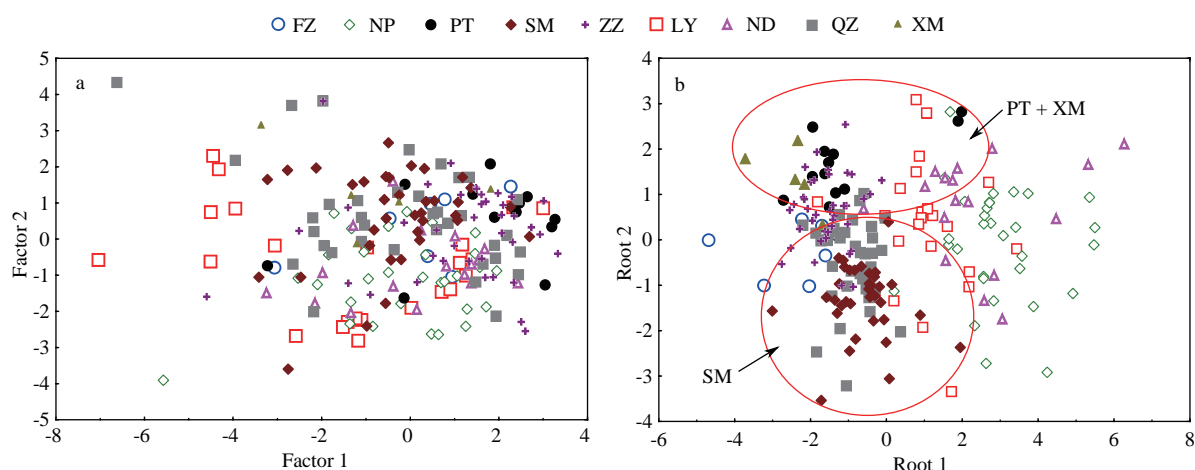 FZ NP PT SM ZZ LY ND QZ XM
a
5
4
3
2
1
0
-1
-2
-3
-4
-5
Factor 2
-8 -6 -4 -2 0 2 4
Factor 1
b
PT + XM
SM
4
3
2
1
0
-1
-2
-3
-4
Root 2
-6 -4 -2 0 2 4 6 8
Root 1